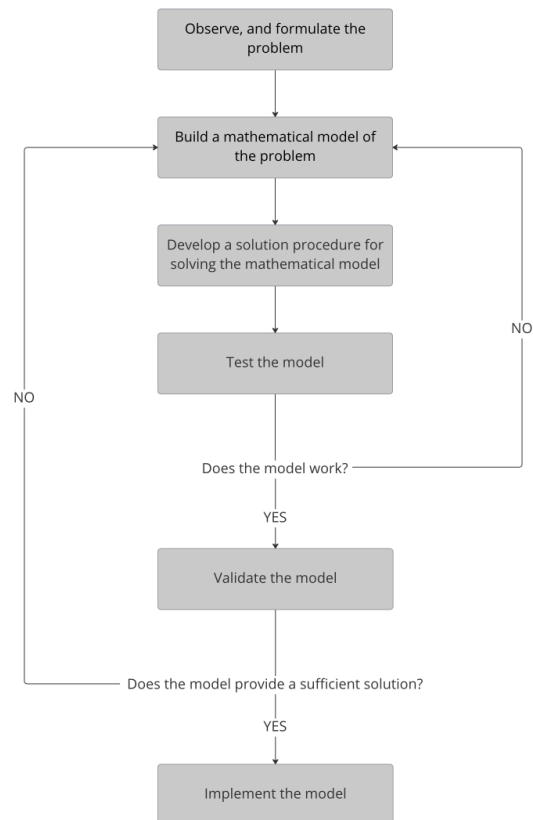 Observe, and formulate the
problem
Build a mathematical model of
the problem
Develop a solution procedure for
solving the mathematical model
NO
Test the model
NO
Does the model work?
YES
Validate the model
Does the model provide a sufficient solution?
YES
Implement the model